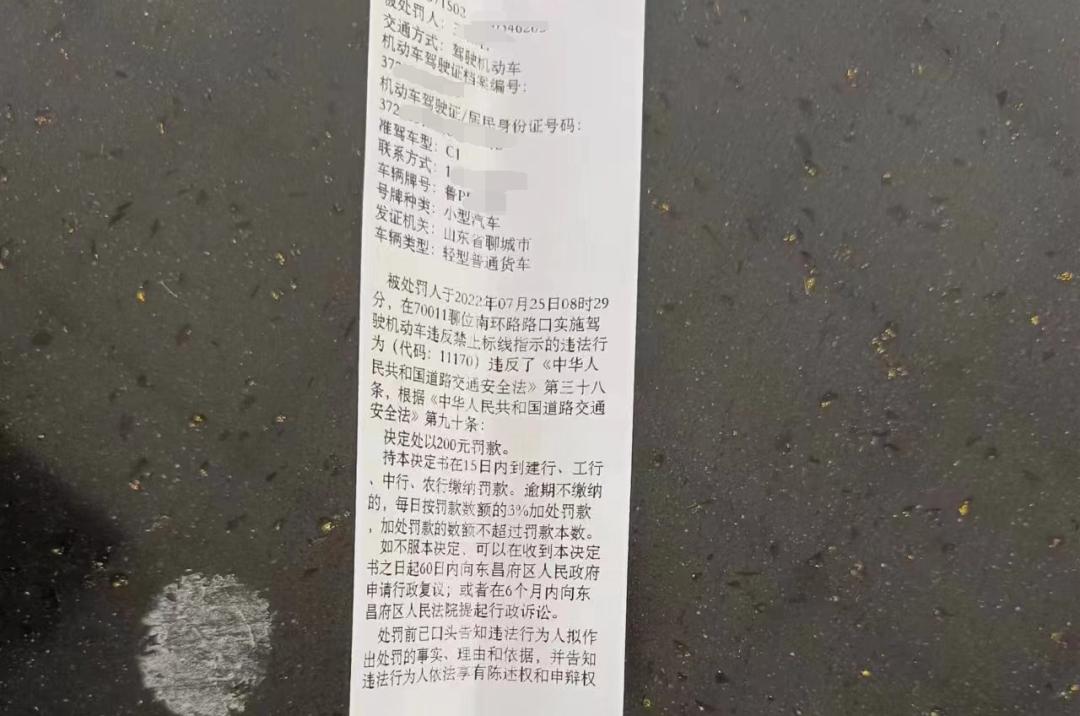 371502
被处罚人：
交通方式：驾驶机动车
机动车驾驶证档案编号：
372
机动车驾驶证/居民身份证号码：
372
准驾车型：C1
联系方式：1
车辆牌号：鲁P
号牌种类：小型汽车
发证机关：山东省聊城市
车辆类型：轻型普通货车
被处罚人于2022年07月25日08时29
分，在70011聊位南环路路口实施驾
驶机动车违反禁止标线指示的违法行
为（代码：11170）违反了《中华人
民共和国道路交通安全法》第三十八
条，根据《中华人民共和国道路交通
安全法》第九十条：
决定处以200元罚款。
持本决定书在15日内到建行、工行
、中行、农行缴纳罚款。逾期不缴纳
的，每日按罚款数额的3%加处罚款
，加处罚款的数额不超过罚款本数。
如不服本决定，可以在收到本决定
书之日起60日内向东昌府区人民政府
申请行政复议；或者在6个月内向东
昌府区人民法院提起行政诉讼。
处罚前已口头告知违法行为人拟作
出处罚的事实、理由和依据，并告知
违法行为人依法享有陈述权和申辩权